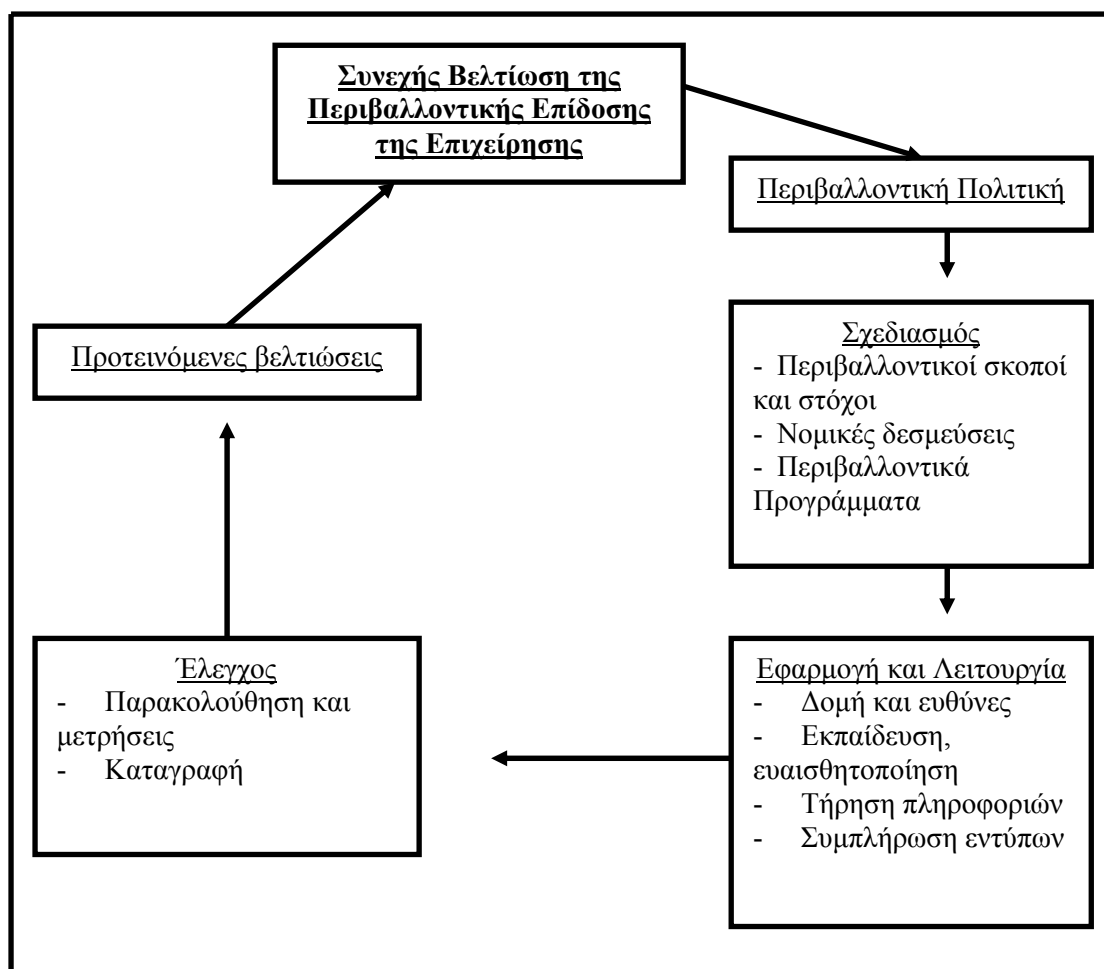 Συνεχής Βελτίωση της
Περιβαλλοντικής Επίδοσης
της Επιχείρησης
Περιβαλλοντική Πολιτική
Σχεδιασμός
- Περιβαλλοντικοί σκοποί
και στόχοι
- Νομικές δεσμεύσεις
- Περιβαλλοντικά
Προγράμματα
Εφαρμογή και Λειτουργία
- Δομή και ευθύνες
- Εκπαίδευση,
ευαισθητοποίηση
- Τήρηση πληροφοριών
- Συμπλήρωση εντύπων
Έλεγχος
- Παρακολούθηση και
μετρήσεις
- Καταγραφή
Προτεινόμενες βελτιώσεις